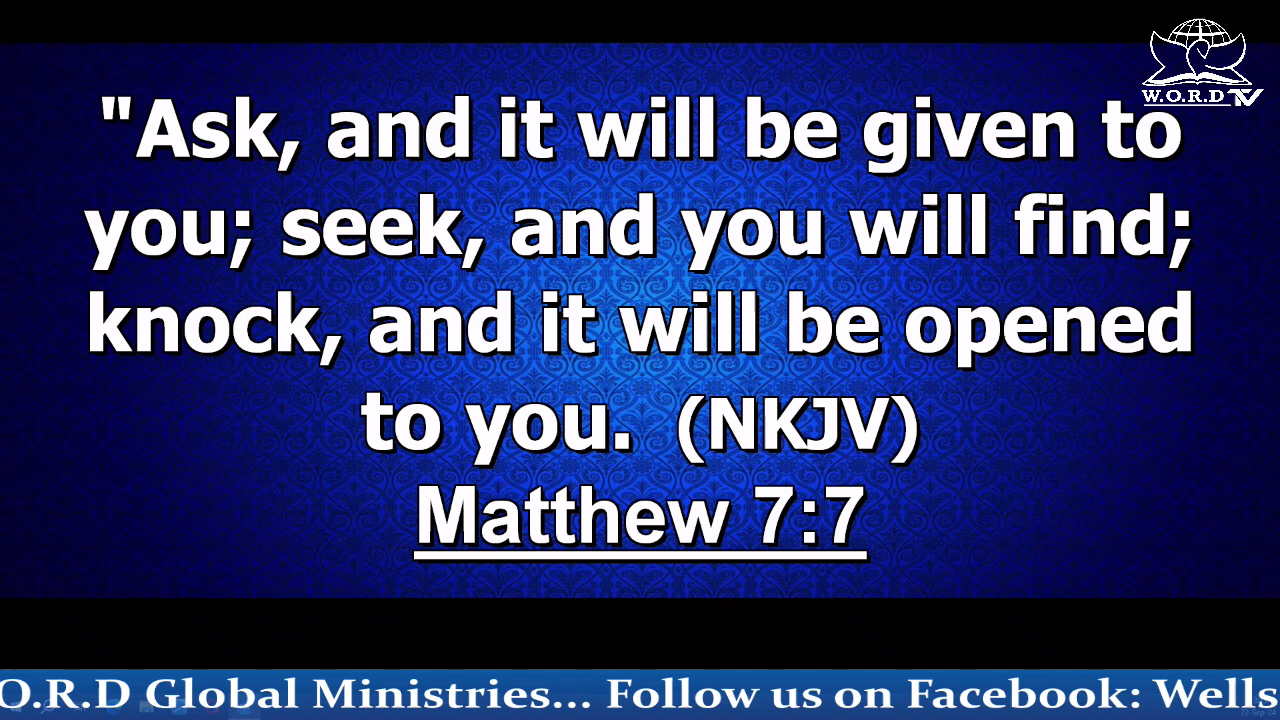 W.O.R.D TV
"Ask, and it will be given to
you; seek, and you will find;
knock, and it will be opened
to you. (NKJV)
Matthew 7:7
O.R.D Global Ministries... Follow us on Facebook: Wells